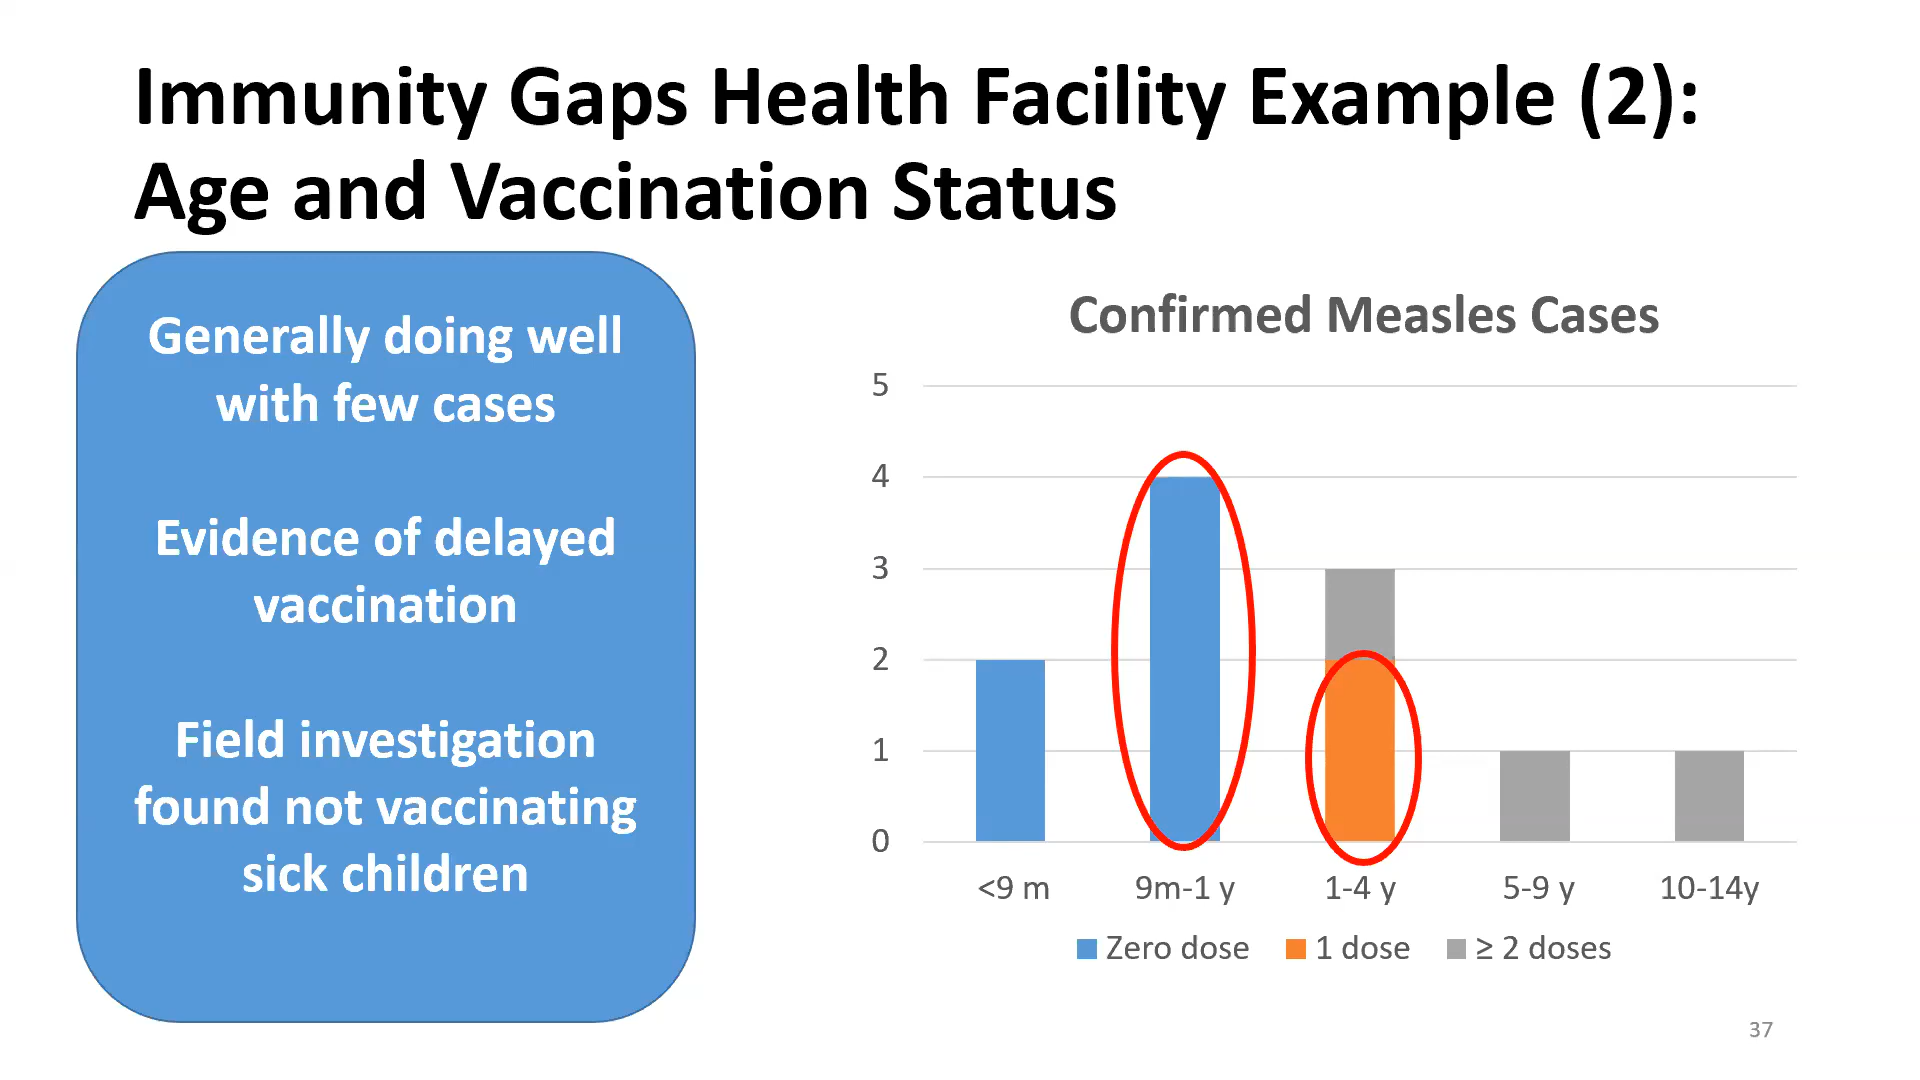 Immunity Gaps Health Facility Example (2):
Age and Vaccination Status
Generally doing well
with few cases
Evidence of delayed
vaccination
Field investigation
found not vaccinating
sick children
Confirmed Measles Cases
5
4
3
2
1
0
<9 m 9m-1 y 1-4 y 5-9 y 10-14y
Zero dose 1 dose ≥ 2 doses
37